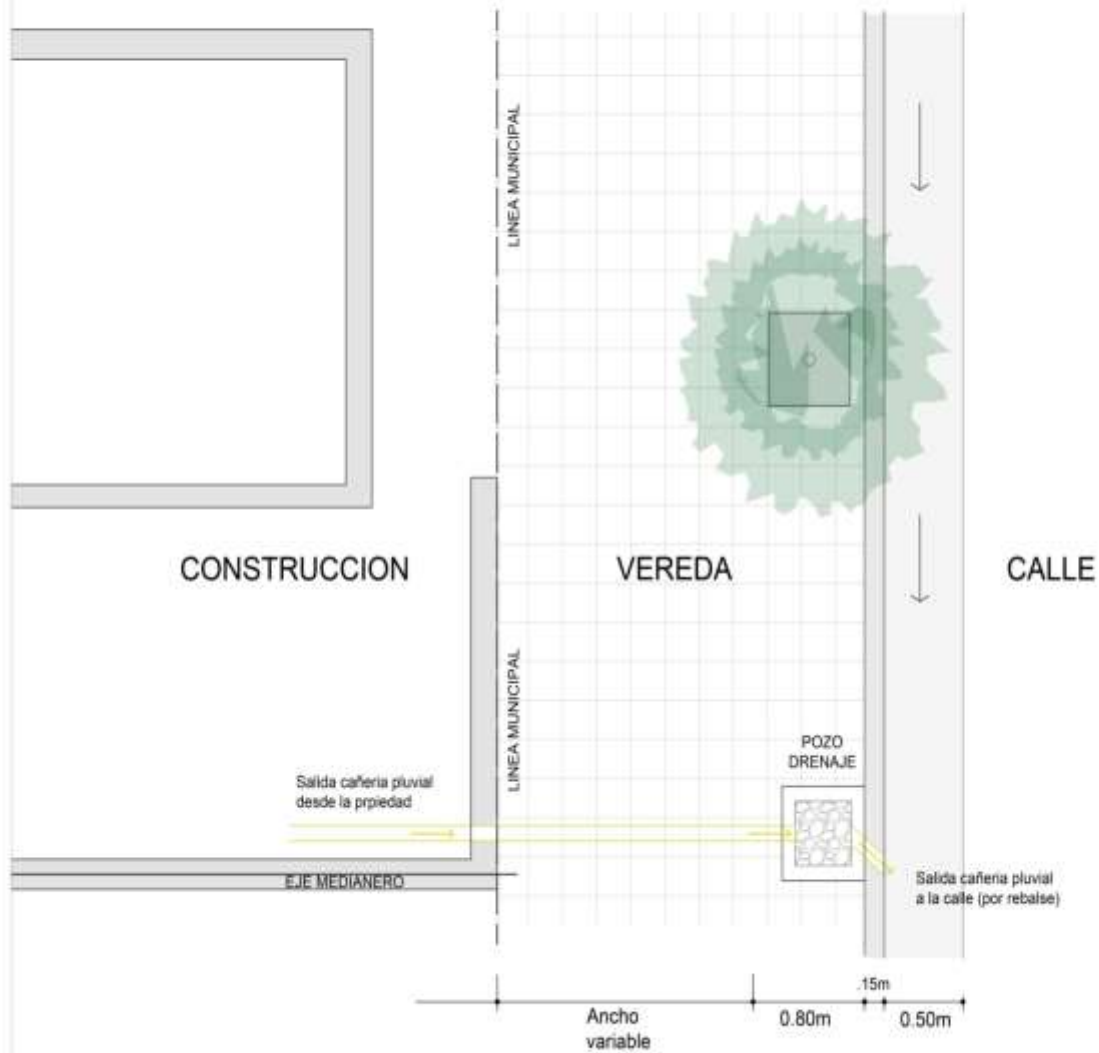 LINEA MUNICIPAL
CONSTRUCCION
VEREDA
CALLE
LINEA MUNICIPAL
POZO
DRENAJE
Salida cañeria pluvial
desde la prpiedad
EJE MEDIANERO
Salida cañeria pluvial
a la calle (por rebalse)
.15m
Ancho
variable
0.80m
0.50m